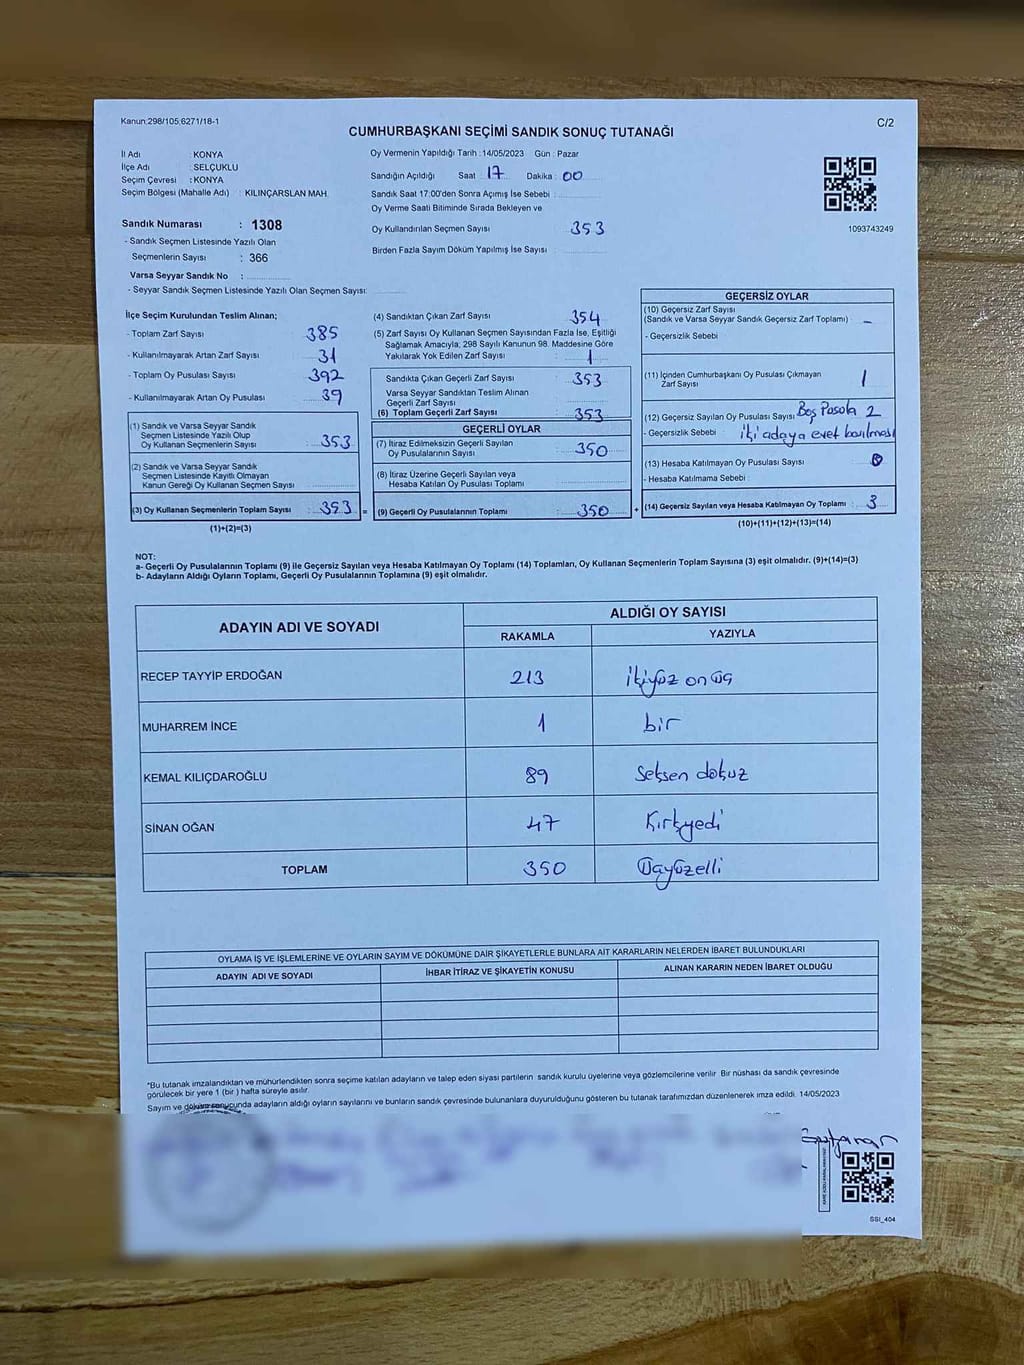 Kanun:298/105;6271/18-1
C/2
CUMHURBAŞKANI SEÇİMİ SANDIK SONUÇ TUTANAĞI
İl Adı : KONYA
İlçe Adı : SELÇUKLU
Seçim Çevresi : KONYA
Seçim Bölgesi (Mahalle Adı) : KILINÇARSLAN MAH.
Sandık Numarası : 1308
- Sandık Seçmen Listesinde Yazılı Olan
Seçmenlerin Sayısı : 366
Varsa Seyyar Sandık No :
- Seyyar Sandık Seçmen Listesinde Yazılı Olan Seçmen Sayısı:
Oy Vermenin Yapıldığı Tarih : 14/05/2023 Gün : Pazar
Sandığın Açıldığı Saat : 17 Dakika : 00
Sandık Saat 17:00'den Sonra Açımış İse Sebebi :
Oy Verme Saati Bitiminde Sırada Bekleyen ve
Oy Kullandırılan Seçmen Sayısı : 353
Birden Fazla Sayım Döküm Yapılmış İse Sayısı :
1093743249
İlçe Seçim Kurulundan Teslim Alınan;
- Toplam Zarf Sayısı : 385
- Kullanılmayarak Artan Zarf Sayısı : 31
- Toplam Oy Pusulası Sayısı : 392
- Kullanılmayarak Artan Oy Pusulası : 39
(1) Sandık ve Varsa Seyyar Sandık
Seçmen Listesinde Yazılı Olup
Oy Kullanan Seçmenlerin Sayısı : 353
(2) Sandık ve Varsa Seyyar Sandık
Seçmen Listesinde Kayıtlı Olmayan
Kanun Gereği Oy Kullanan Seçmen Sayısı :
(3) Oy Kullanan Seçmenlerin Toplam Sayısı : 353 =
(1)+(2)=(3)
(4) Sandıktan Çıkan Zarf Sayısı : 354
(5) Zarf Sayısı Oy Kullanan Seçmen Sayısından Fazla İse, Eşitliği
Sağlamak Amacıyla; 298 Sayılı Kanunun 98. Maddesine Göre
Yakılarak Yok Edilen Zarf Sayısı : 1
Sandıkta Çıkan Geçerli Zarf Sayısı : 353
Varsa Seyyar Sandıktan Teslim Alınan
Geçerli Zarf Sayısı :
(6) Toplam Geçerli Zarf Sayısı : 353
GEÇERLİ OYLAR
(7) İtiraz Edilmeksizin Geçerli Sayılan
Oy Pusulalarının Sayısı : 350
(8) İtiraz Üzerine Geçerli Sayılan veya
Hesaba Katılan Oy Pusulası Toplamı :
(9) Geçerli Oy Pusulalarının Toplamı : 350 +
GEÇERSİZ OYLAR
(10) Geçersiz Zarf Sayısı
(Sandık ve Varsa Seyyar Sandık Geçersiz Zarf Toplamı) : -
- Geçersizlik Sebebi :
(11) İçinden Cumhurbaşkanı Oy Pusulası Çıkmayan
Zarf Sayısı : 1
(12) Geçersiz Sayılan Oy Pusulası Sayısı : Boş Pusula 2
- Geçersizlik Sebebi : iki adaya evet basılması
(13) Hesaba Katılmayan Oy Pusulası Sayısı : 0
- Hesaba Katılmama Sebebi :
(14) Geçersiz Sayılan veya Hesaba Katılmayan Oy Toplamı : 3
(10)+(11)+(12)+(13)=(14)
NOT:
a- Geçerli Oy Pusulalarının Toplamı (9) ile Geçersiz Sayılan veya Hesaba Katılmayan Oy Toplamı (14) Toplamları, Oy Kullanan Seçmenlerin Toplam Sayısına (3) eşit olmalıdır. (9)+(14)=(3)
b- Adayların Aldığı Oyların Toplamı, Geçerli Oy Pusulalarının Toplamına (9) eşit olmalıdır.
ADAYIN ADI VE SOYADI
ALDIĞI OY SAYISI
RAKAMLA YAZIYLA
RECEP TAYYİP ERDOĞAN 213 ikiyüz onüç
MUHARREM İNCE 1 bir
KEMAL KILIÇDAROĞLU 89 seksen dokuz
SİNAN OĞAN 47 Kırkyedi
TOPLAM 350 Üçyüzelli
OYLAMA İŞ VE İŞLEMLERİNE VE OYLARIN SAYIM VE DÖKÜMÜNE DAİR ŞİKAYETLERLE BUNLARA AİT KARARLARIN NELERDEN İBARET BULUNDUKLARI
ADAYIN ADI VE SOYADI İHBAR İTİRAZ VE ŞİKAYETİN KONUSU ALINAN KARARIN NEDEN İBARET OLDUĞU
*Bu tutanak imzalandıktan ve mühürlendikten sonra seçime katılan adayların ve talep eden siyasi partilerin sandık kurulu üyelerine veya gözlemcilerine verilir. Bir nüshası da sandık çevresinde
görülecek bir yere 1 (bir) hafta süreyle asılır.
Sayım ve dökümü sonucunda adayların aldığı oyların sayılarını ve bunların sandık çevresinde bulunanlara duyurulduğunu gösteren bu tutanak tarafımızdan düzenlenerek imza edildi. 14/05/2023
SSI_404